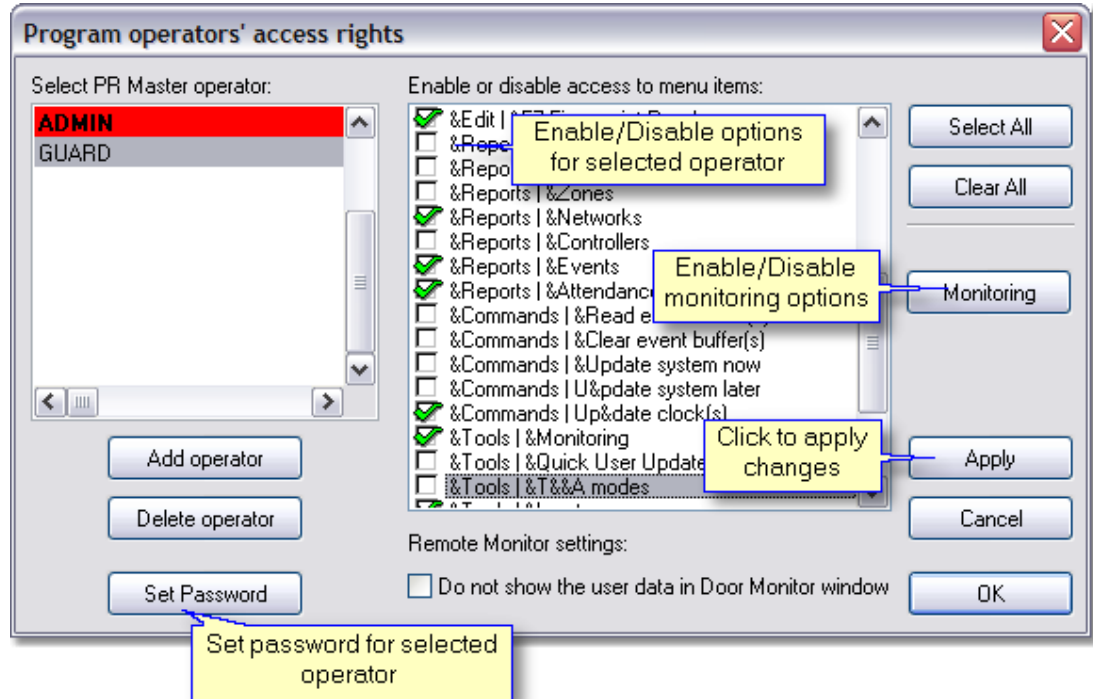 Program operators' access rights
Select PR Master operator:
ADMIN
GUARD
Add operator
Delete operator
Set Password
Set password for selected
operator
Enable or disable access to menu items:
&Edit |
&Repo
&Repo
&Reports | &Zones
&Reports | &Networks
&Reports | &Controllers
&Reports | &Events
&Reports | &Attendanc
&Commands | &Read e
&Commands | &Clear event buffer(s)
&Commands | &Update system now
&Commands | U&pdate system later
&Commands | Up&date clock(s)
&Tools | &Monitoring
&Tools | &Quick User Update
&Tools | &T&&A modes
Enable/Disable options
for selected operator
Enable/Disable
monitoring options
Click to apply
changes
Remote Monitor settings:
Do not show the user data in Door Monitor window
Select All
Clear All
Monitoring
Apply
Cancel
OK